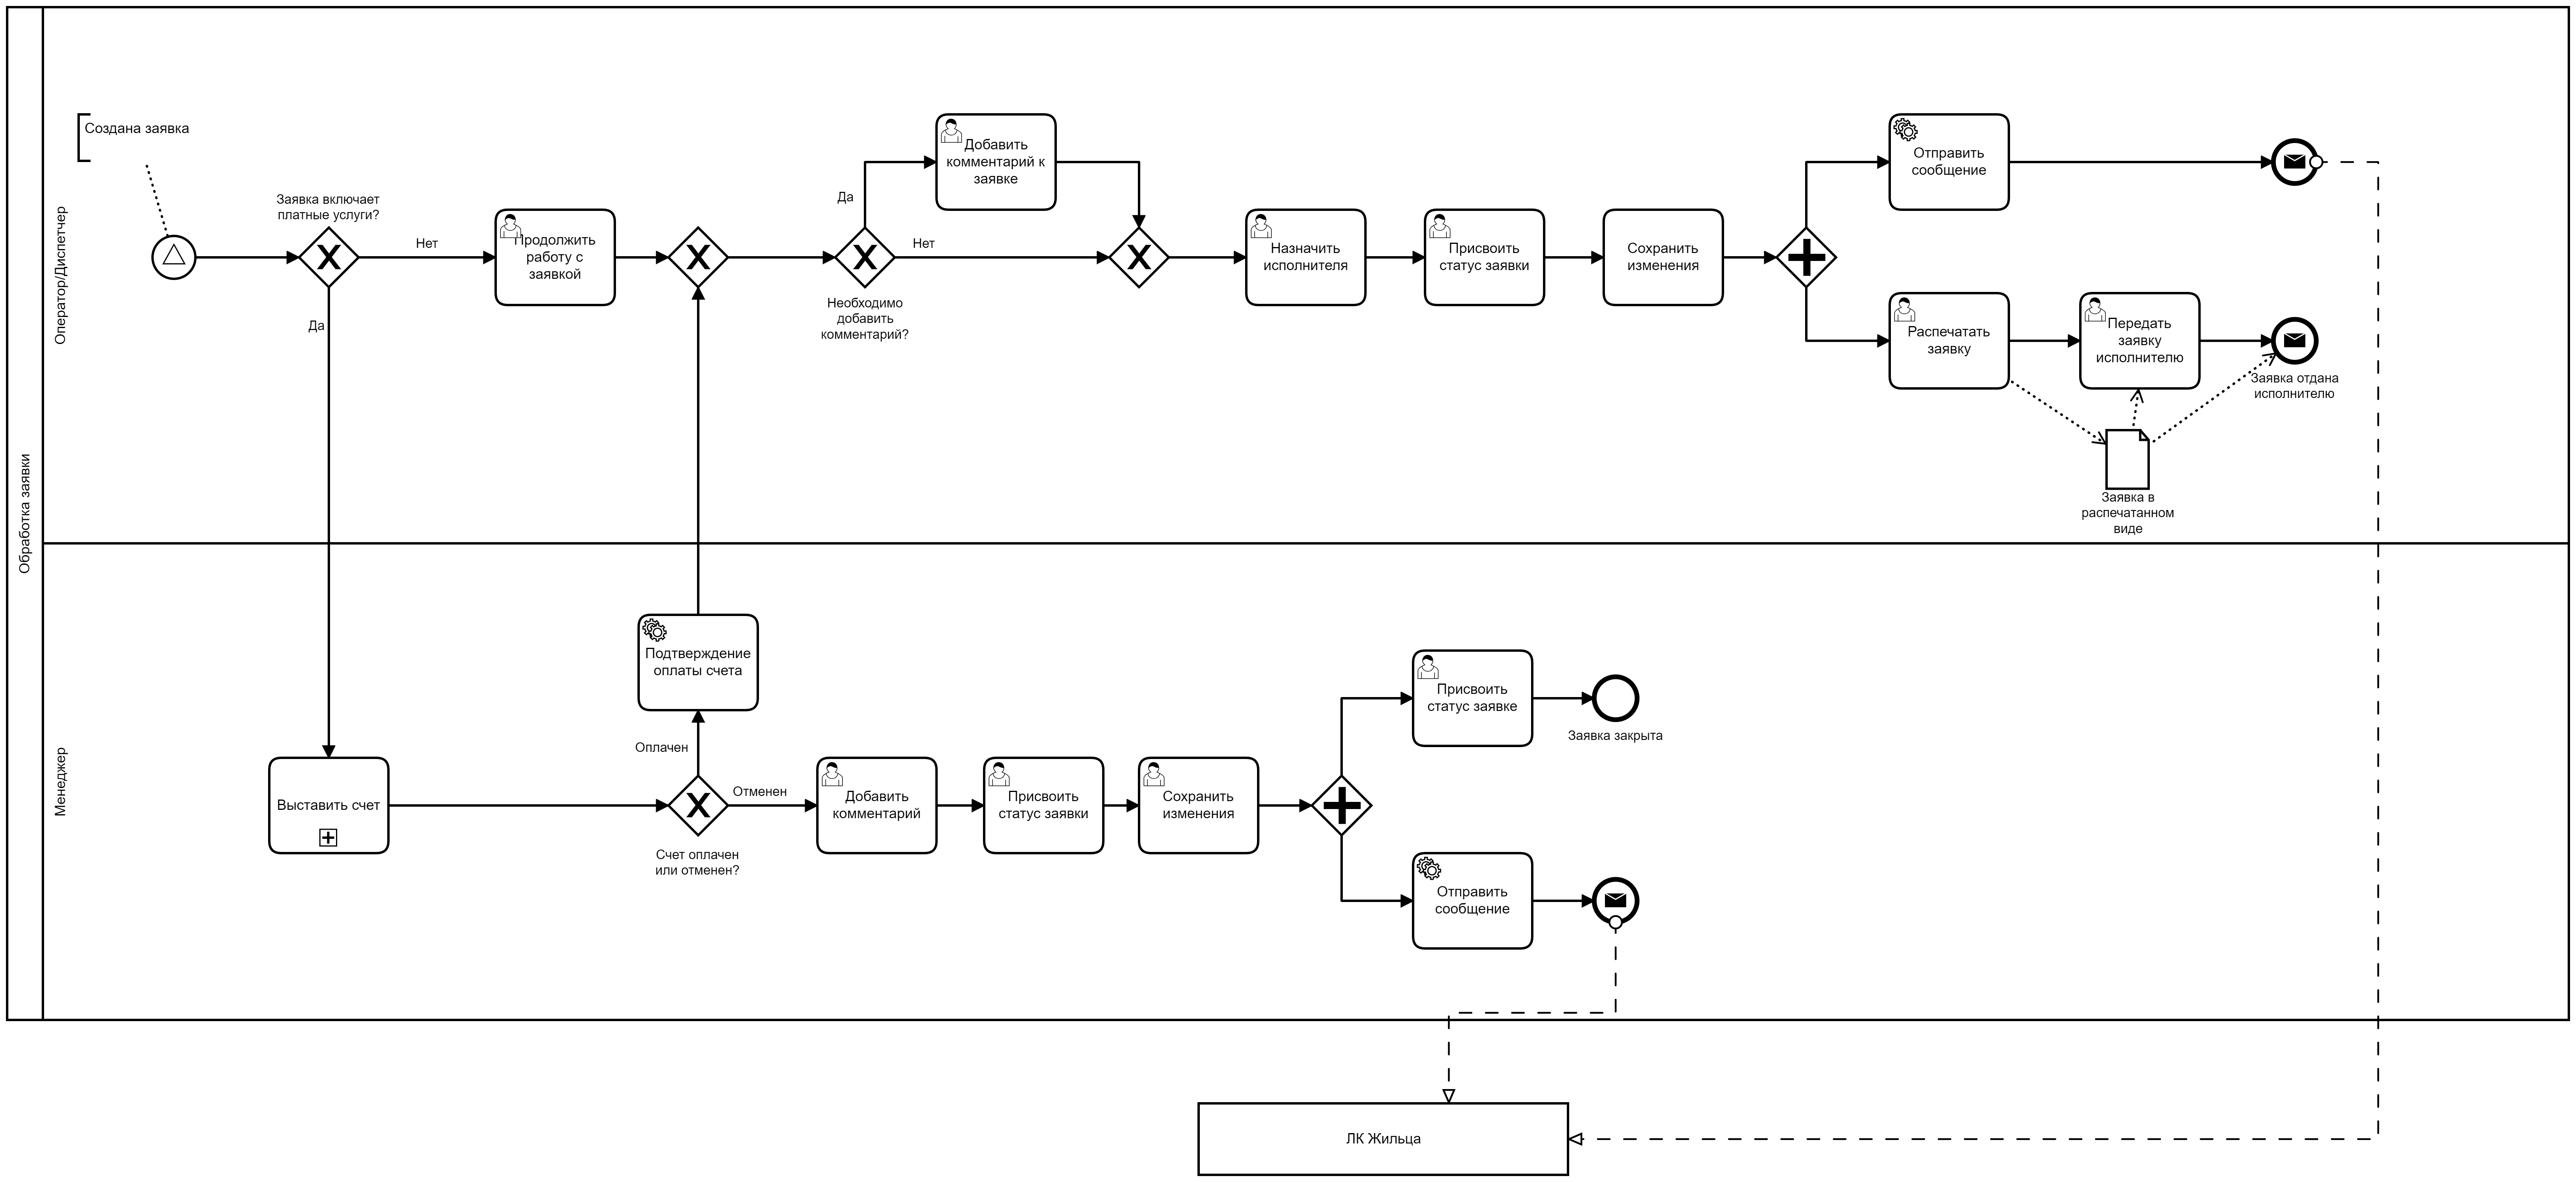 Обработка заявки
Оператор/Диспетчер
Создана заявка
Заявка включает
платные услуги?
Нет
Да
Продолжить
работу с
заявкой
Да
Нет
Необходимо
добавить
комментарий?
Добавить
комментарий к
заявке
Назначить
исполнителя
Присвоить
статус заявки
Сохранить
изменения
Отправить
сообщение
Распечатать
заявку
Передать
заявку
исполнителю
Заявка отдана
исполнителю
Заявка в
распечатанном
виде
Менеджер
Выставить счет
Подтверждение
оплаты счета
Оплачен
Отменен
Счет оплачен
или отменен?
Добавить
комментарий
Присвоить
статус заявки
Сохранить
изменения
Присвоить
статус заявке
Заявка закрыта
Отправить
сообщение
ЛК Жильца